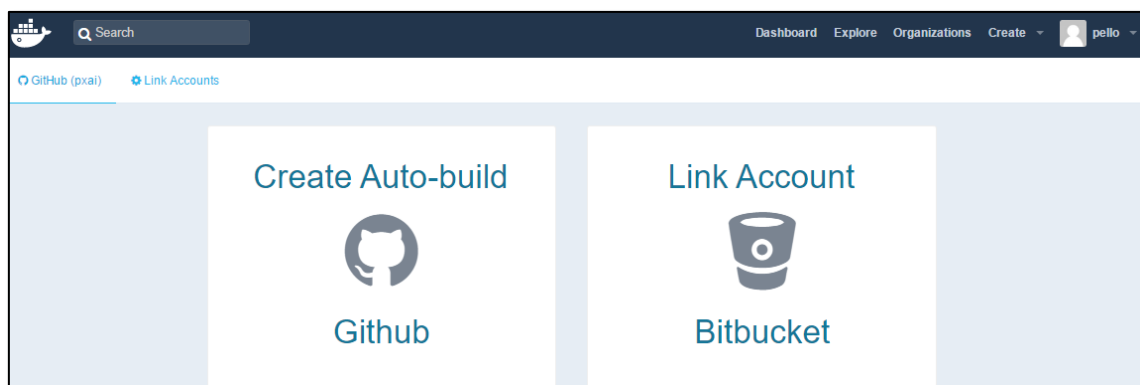 Search
Dashboard Explore Organizations Create pello
GitHub (pxai) Link Accounts
Create Auto-build
Github
Link Account
Bitbucket